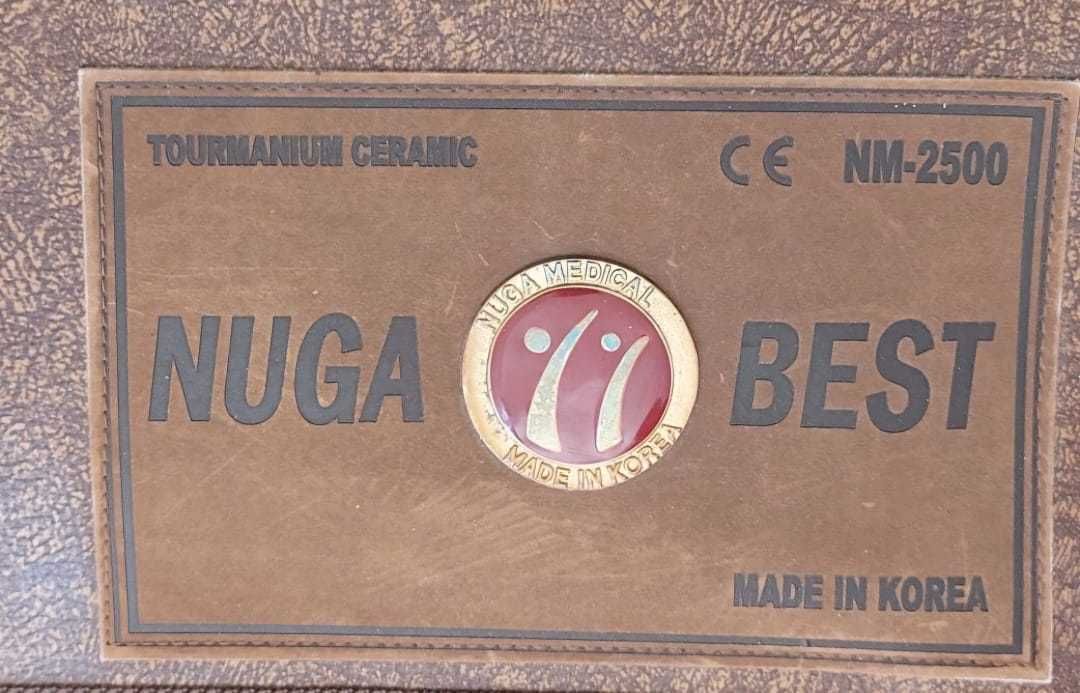 TOURMANIUM CERAMIC
CE NM-2500
NUGA BEST
NUGA MEDICAL
MADE IN KOREA
MADE IN KOREA